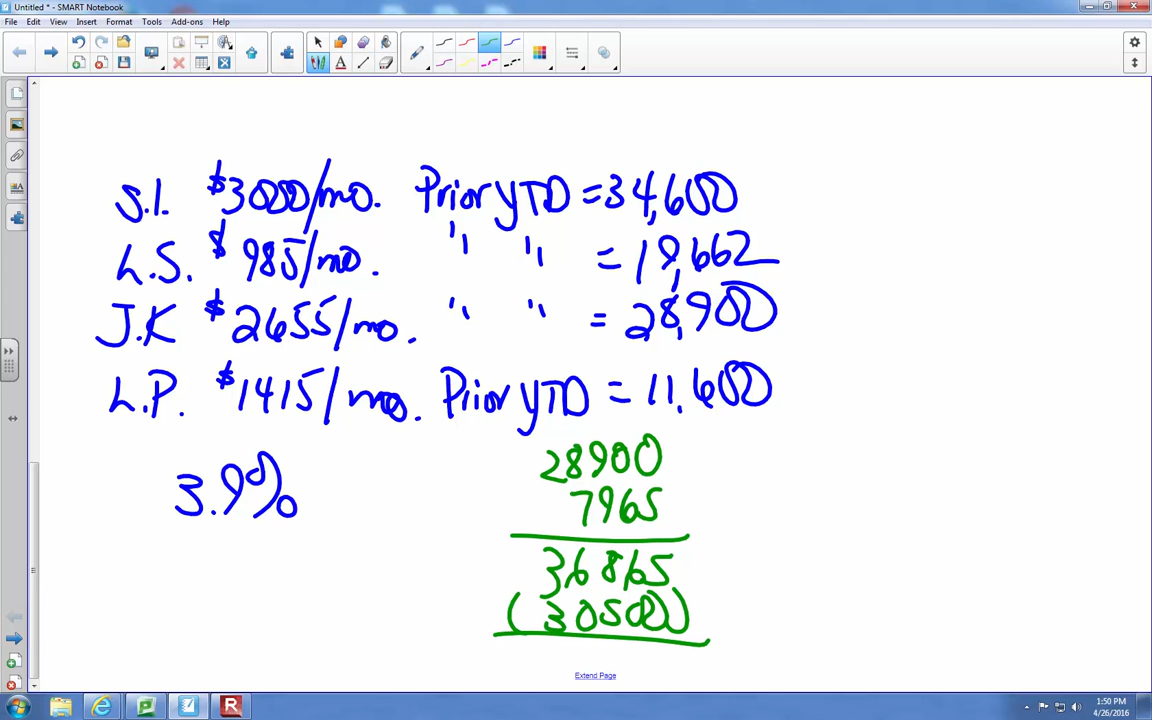 Untitled * - SMART Notebook
File Edit View Insert Format Tools Add-ons Help
S.I. $3000/mo. Prior YTD = 34,600
L.S. $985/mo. " " = 19,662
J.K $2655/mo. " " = 28,900
L.P. $1415/mo. Prior YTD = 11,600
3.9%
28900
7965
36865
(30500)
Extend Page
1:50 PM
4/26/2016